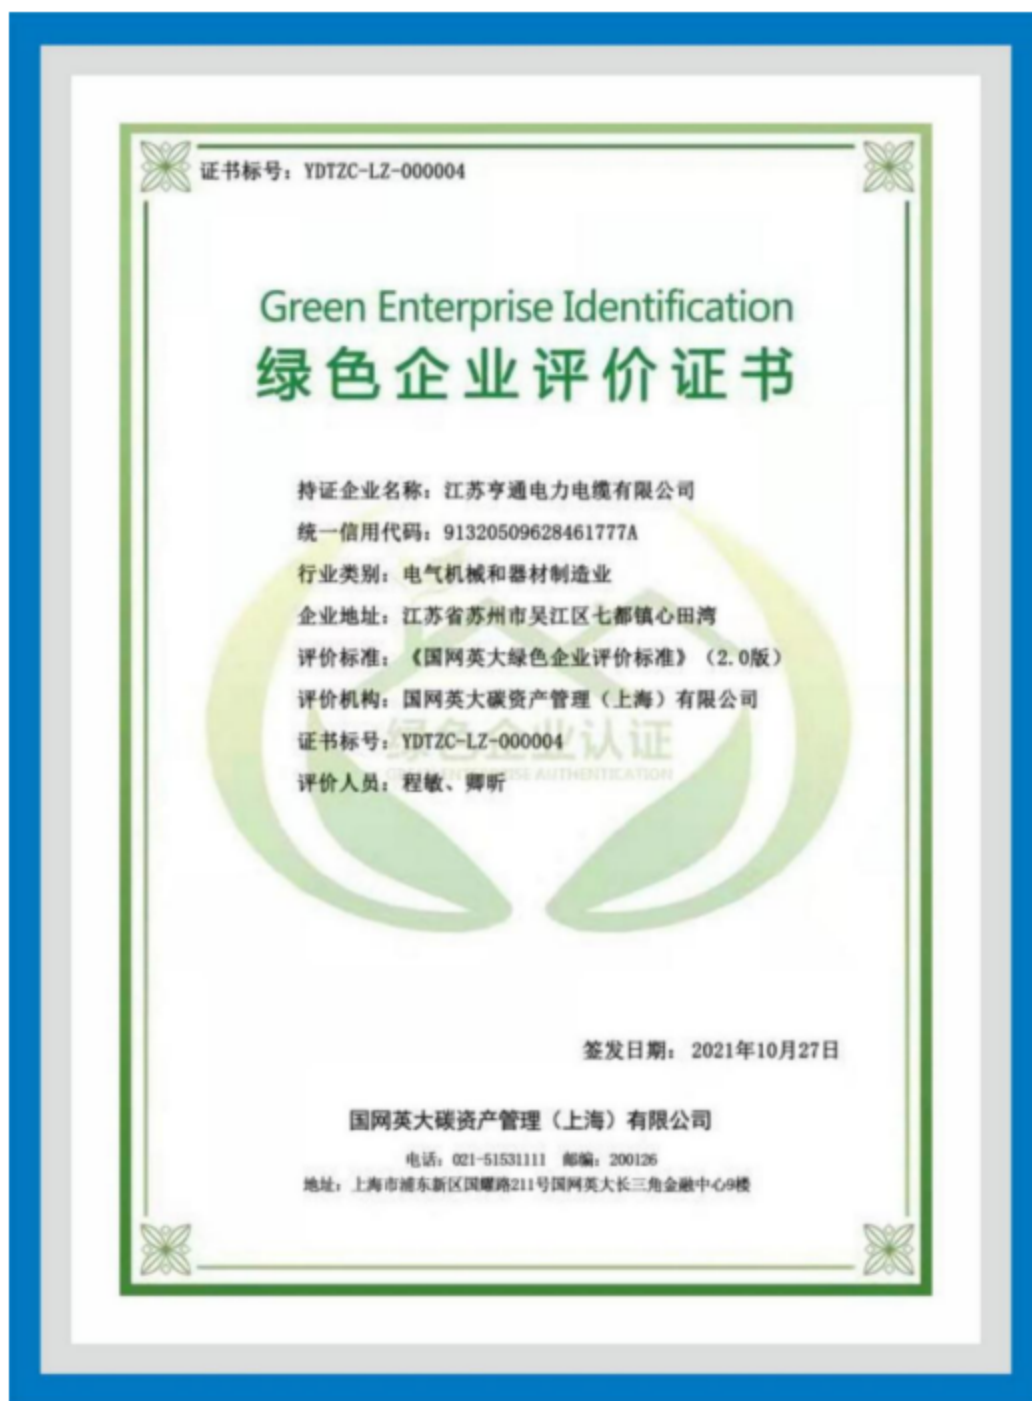 证书标号：YDTZC-LZ-000004
Green Enterprise Identification
绿色企业评价证书
持证企业名称：江苏亨通电力电缆有限公司
统一信用代码：91320509628461777A
行业类别：电气机械和器材制造业
企业地址：江苏省苏州市吴江区七都镇心田湾
评价标准：《国网英大绿色企业评价标准》（2.0版）
评价机构：国网英大碳资产管理（上海）有限公司
绿色企业认证
证书标号：YDTZC-LZ-000004
GREEN ENTERPRISE AUTHENTICATION
评价人员：程敏、卿昕
签发日期： 2021年10月27日
国网英大碳资产管理（上海）有限公司
电话：021-51531111 邮编：200126
地址：上海市浦东新区国耀路211号国网英大长三角金融中心9楼